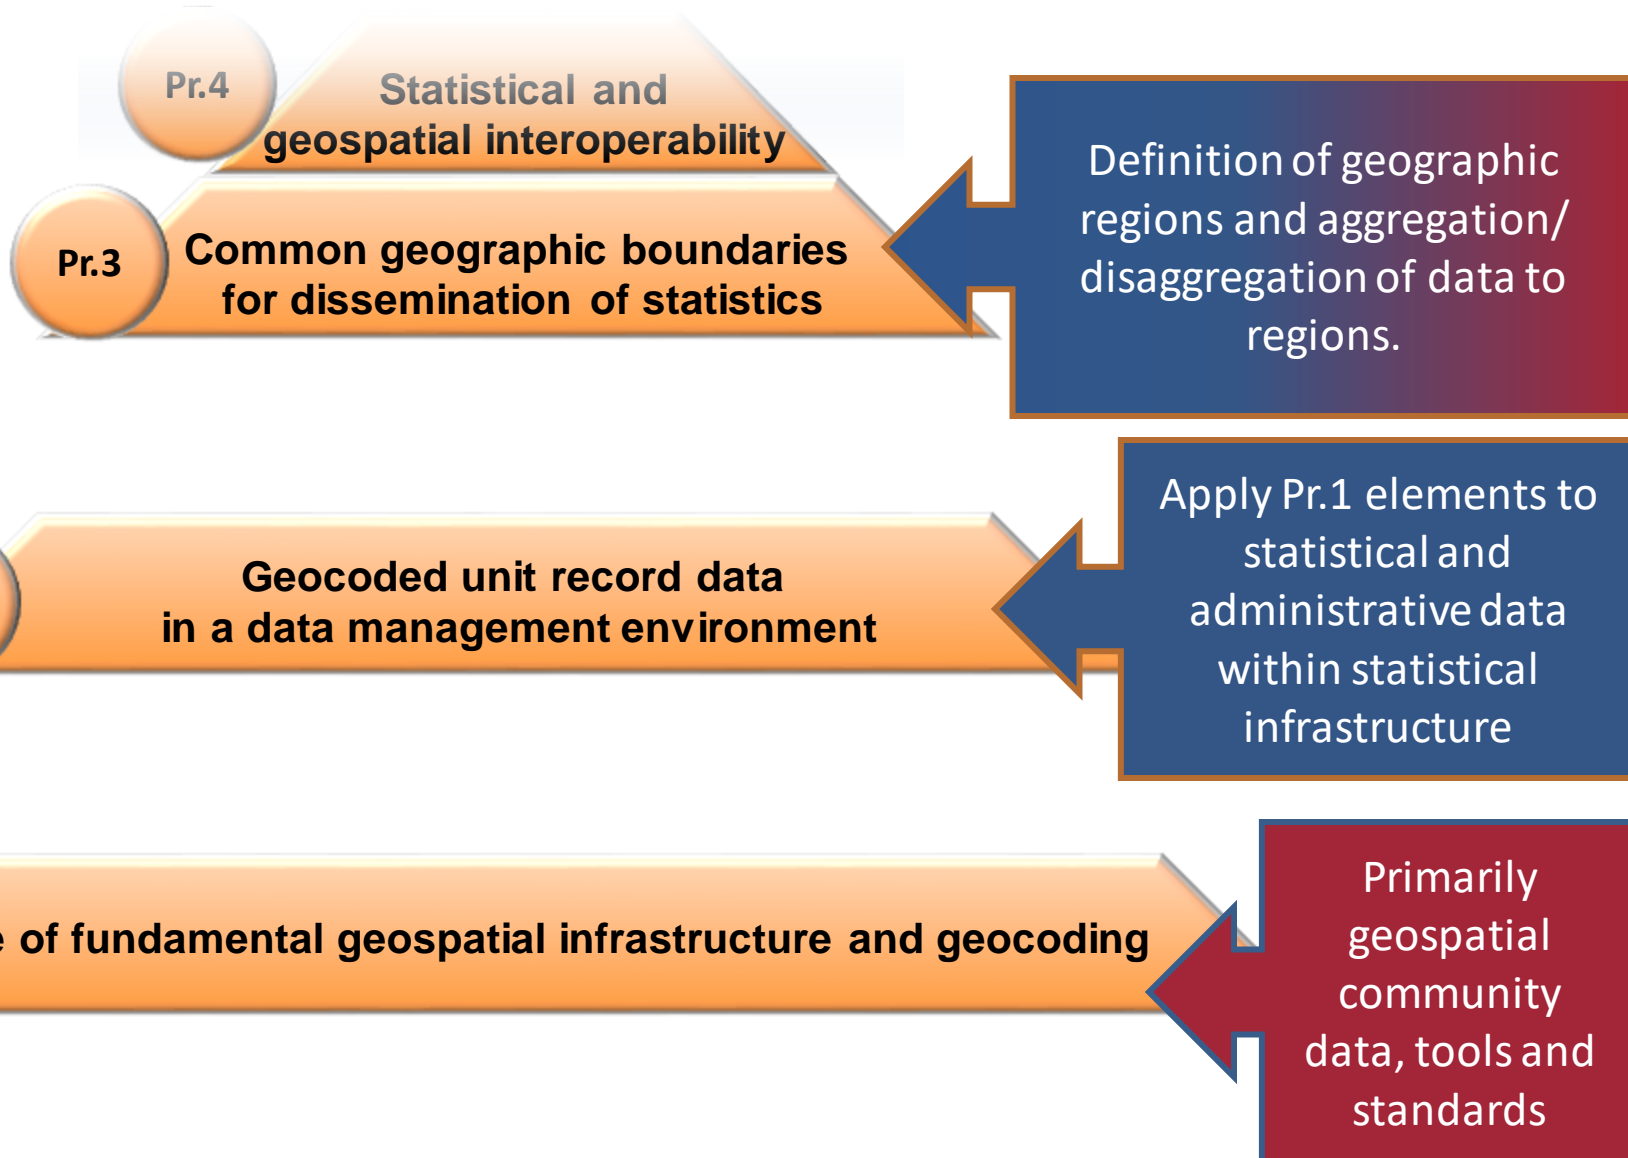 Pr.4
Statistical and
geospatial interoperability
Pr.3
Common geographic boundaries
for dissemination of statistics
Definition of geographic
regions and aggregation/
disaggregation of data to
regions.
Geocoded unit record data
in a data management environment
Apply Pr.1 elements to
statistical and
administrative data
within statistical
infrastructure
of fundamental geospatial infrastructure and geocoding
Primarily
geospatial
community
data, tools and
standards